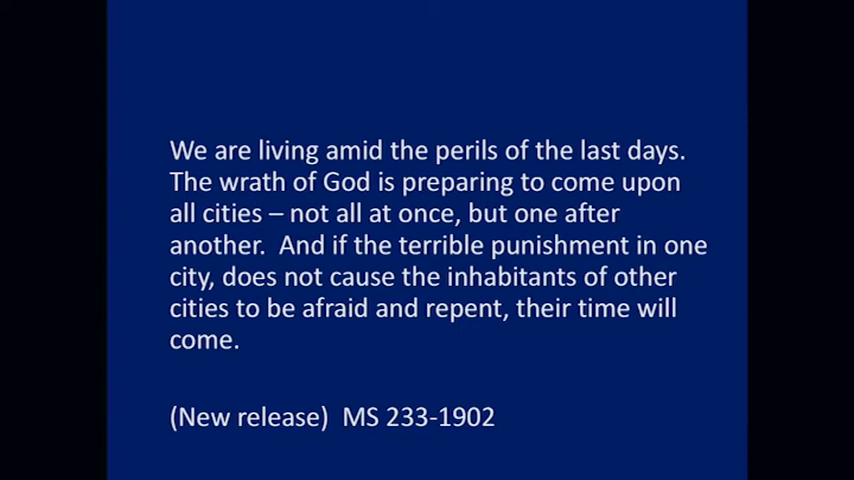 We are living amid the perils of the last days.
The wrath of God is preparing to come upon
all cities – not all at once, but one after
another.  And if the terrible punishment in one
city, does not cause the inhabitants of other
cities to be afraid and repent, their time will
come.
(New release)  MS 233-1902